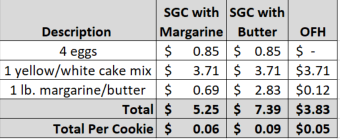 SGC with SGC with
Description Margarine Butter OFH
4 eggs $ 0.85 $ 0.85 $ -
1 yellow/white cake mix $ 3.71 $ 3.71 $3.71
1 lb. margarine/butter $ 0.69 $ 2.83 $0.12
Total $ 5.25 $ 7.39 $3.83
Total Per Cookie $ 0.06 $ 0.09 $0.05